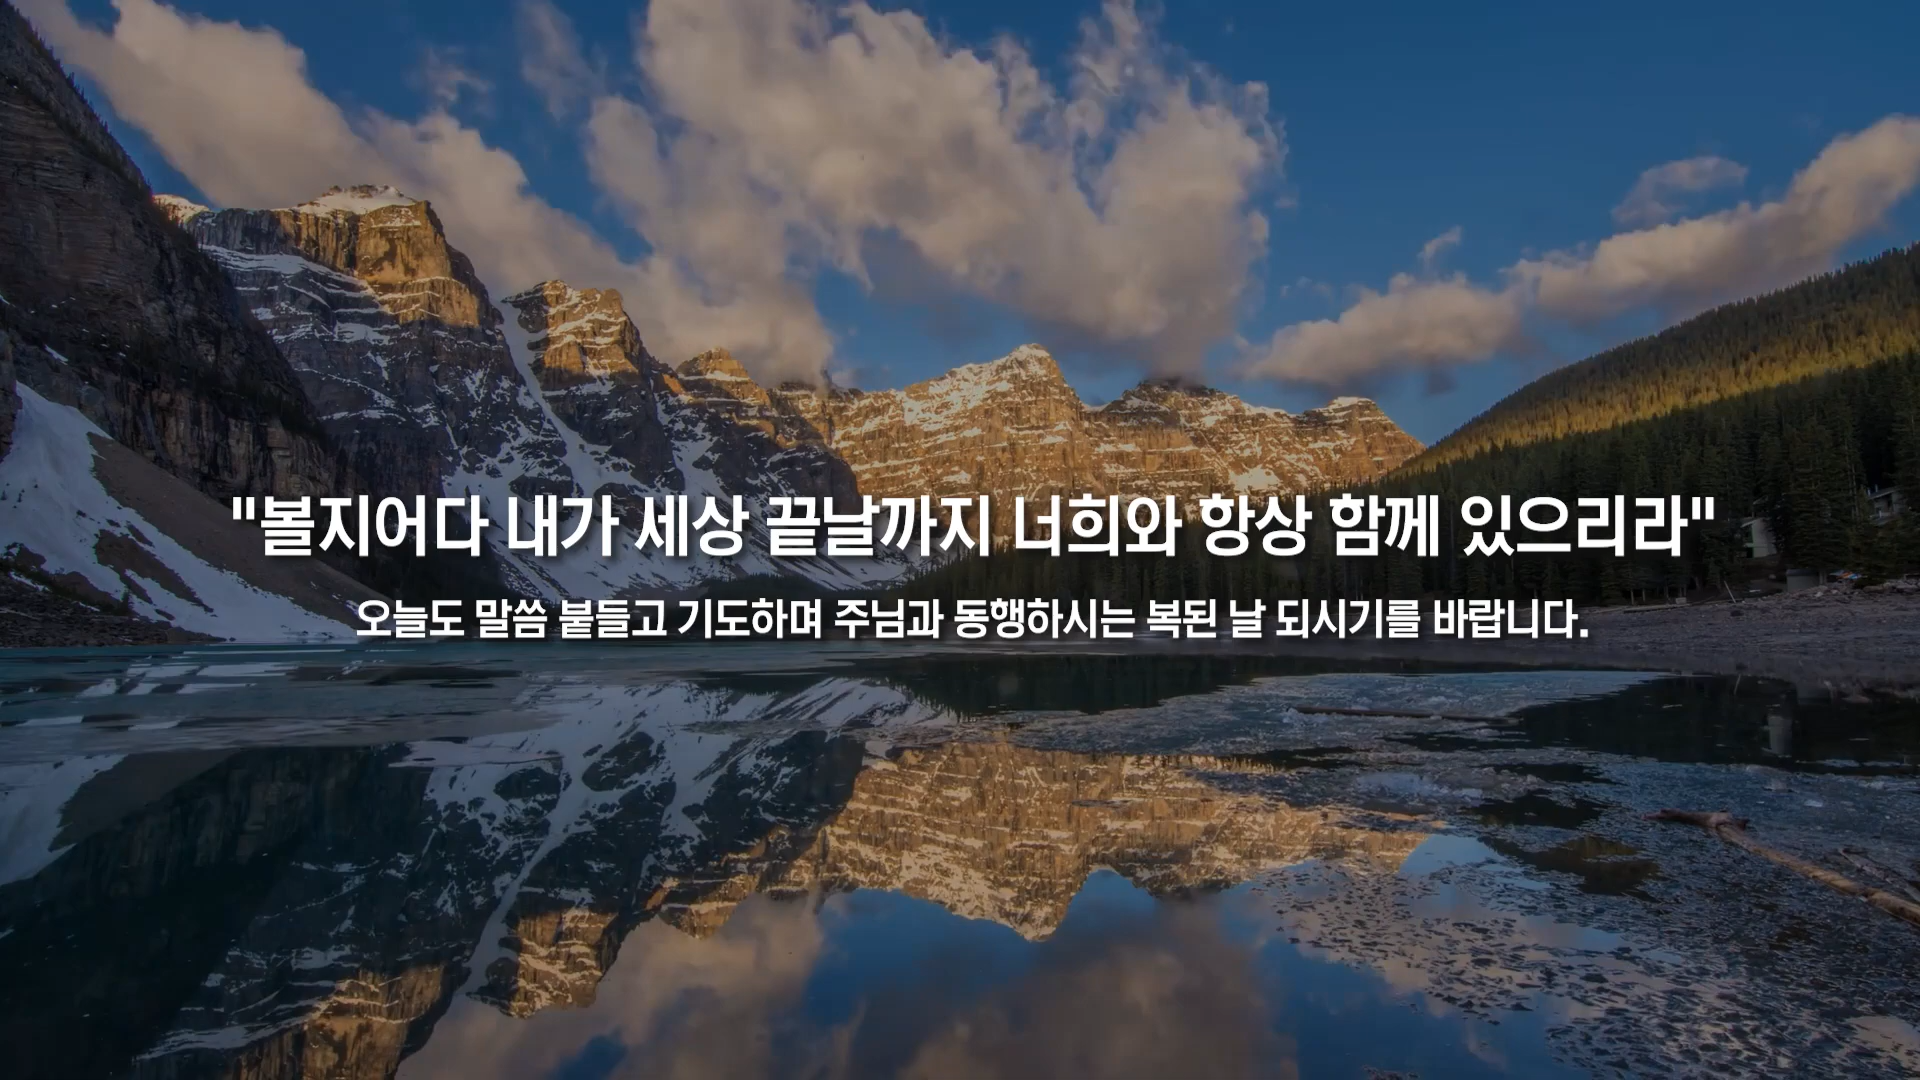 "볼지어다 내가 세상 끝날까지 너희와 항상 함께 있으리라"
오늘도 말씀 붙들고 기도하며 주님과 동행하시는 복된 날 되시기를 바랍니다.